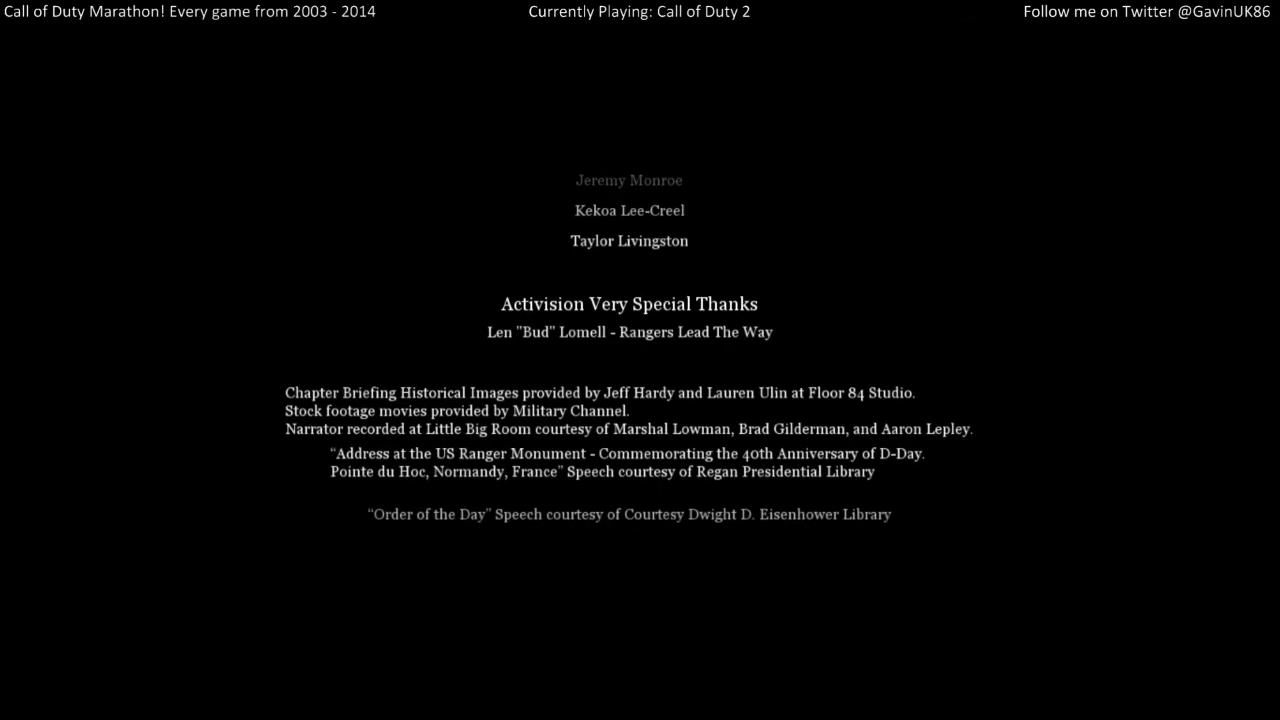 Call of Duty Marathon! Every game from 2003 - 2014
Currently Playing: Call of Duty 2
Follow me on Twitter @GavinUK86
Jeremy Monroe
Kekoa Lee-Creel
Taylor Livingston
Activision Very Special Thanks
Len "Bud" Lomell - Rangers Lead The Way
Chapter Briefing Historical Images provided by Jeff Hardy and Lauren Ulin at Floor 84 Studio.
Stock footage movies provided by Military Channel.
Narrator recorded at Little Big Room courtesy of Marshal Lowman, Brad Gilderman, and Aaron Lepley.
“Address at the US Ranger Monument - Commemorating the 40th Anniversary of D-Day.
Pointe du Hoc, Normandy, France” Speech courtesy of Regan Presidential Library
“Order of the Day” Speech courtesy of Courtesy Dwight D. Eisenhower Library